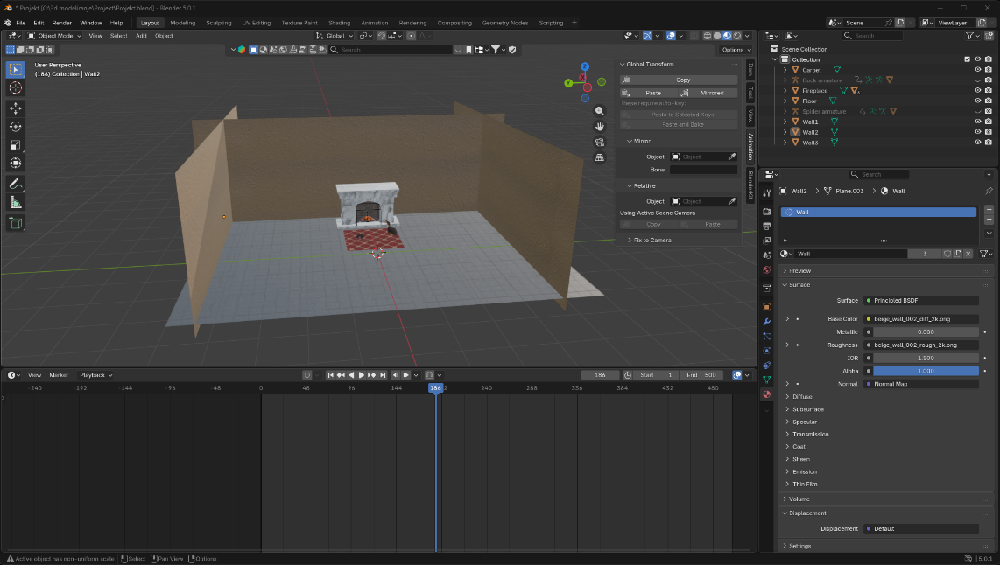 * Projekt [C:\3d modeliranje\Projekt\Projekt.blend] - Blender 5.0.1
File Edit Render Window Help Layout Modeling Sculpting UV Editing Texture Paint Shading Animation Rendering Compositing Geometry Nodes Scripting + Scene ViewLayer
Object Mode View Select Add Object Global
Search Options
User Perspective
(186) Collection | Wall2
Z
Y
Global Transform
Copy
Paste Mirrored
These require auto-key:
Paste to Selected Keys
Paste and Bake
Mirror
Object Object
Bone
Relative
Object Object
Using Active Scene Camera
Copy Paste
Fix to Camera
Item
Tool
View
Animation
BlenderKit
Search
Scene Collection
Collection
Carpet
Duck armature
Fireplace
Floor
Spider armature
Wall1
Wall2
Wall3
Search
Wall2 Plane.003 Wall
Wall
Wall 3
Preview
Surface
Surface Principled BSDF
Base Color beige_wall_002_diff_2k.png
Metallic 0.000
Roughness beige_wall_002_rough_2k.png
IOR 1.500
Alpha 1.000
Normal Normal Map
Diffuse
Subsurface
Specular
Transmission
Coat
Sheen
Emission
Thin Film
Volume
Displacement
Displacement Default
Settings
View Marker Playback 186 Start 1 End 500
-240 -192 -144 -96 -48 0 48 96 144 186 240 288 336 384 432 480
Active object has non-uniform scale Select Pan View Options 5.0.1